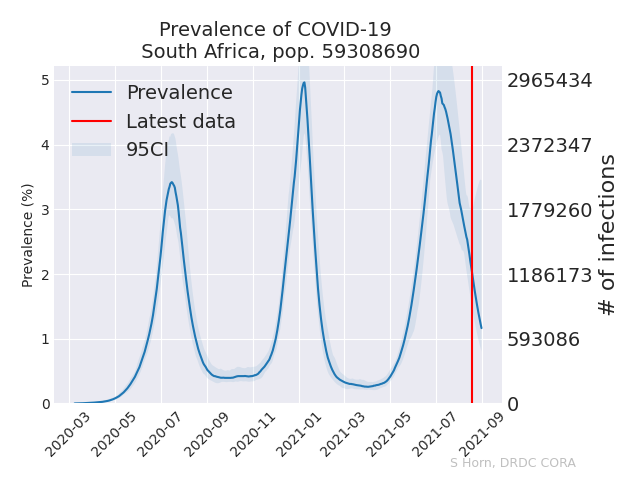 Prevalence of COVID-19
South Africa, pop. 59308690
Prevalence
Latest data
95CI
Prevalence (%)
5
4
3
2
1
0
2965434
2372347
1779260
1186173
593086
0
# of infections
2020-03
2020-05
2020-07
2020-09
2020-11
2021-01
2021-03
2021-05
2021-07
2021-09
S Horn, DRDC CORA